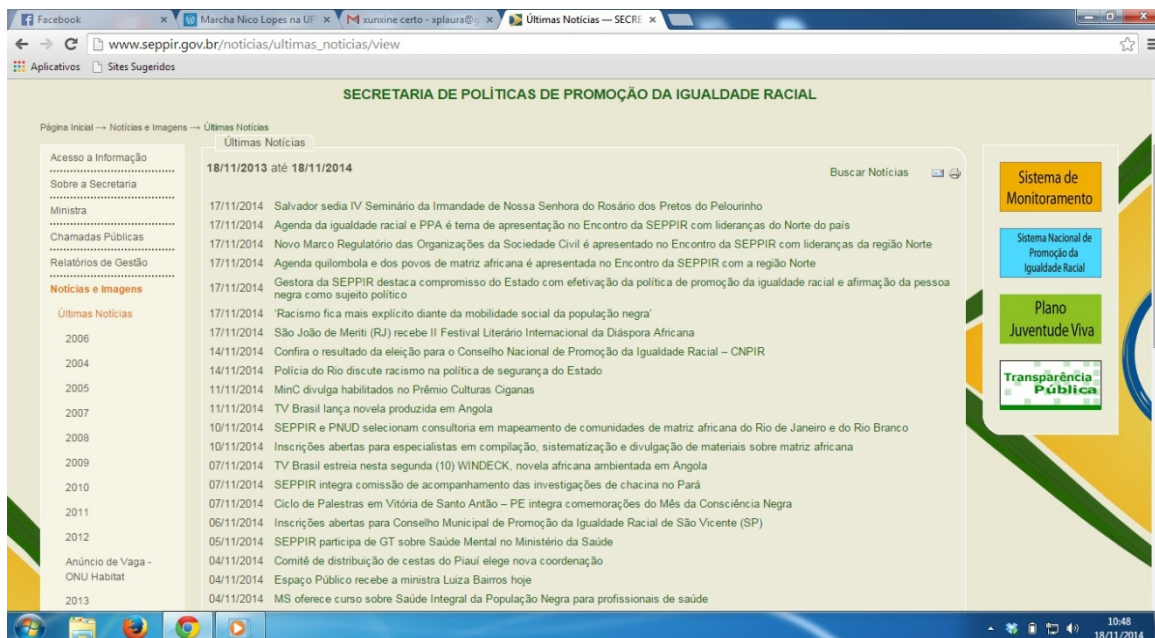 Facebook
Marcha Nico Lopes na UF
xunxine certo - xplaura@g
Últimas Notícias — SECRE
www.seppir.gov.br/noticias/ultimas_noticias/view
Aplicativos
Sites Sugeridos
SECRETARIA DE POLÍTICAS DE PROMOÇÃO DA IGUALDADE RACIAL
Página Inicial → Notícias e Imagens → Últimas Notícias
Acesso a Informação
Sobre a Secretaria
Ministra
Chamadas Públicas
Relatórios de Gestão
Notícias e Imagens
Últimas Notícias
2006
2004
2005
2007
2008
2009
2010
2011
2012
Anúncio de Vaga -
ONU Habitat
2013
Últimas Notícias
18/11/2013 até 18/11/2014
Buscar Notícias
17/11/2014 Salvador sedia IV Seminário da Irmandade de Nossa Senhora do Rosário dos Pretos do Pelourinho
17/11/2014 Agenda da igualdade racial e PPA é tema de apresentação no Encontro da SEPPIR com lideranças do Norte do país
17/11/2014 Novo Marco Regulatório das Organizações da Sociedade Civil é apresentado no Encontro da SEPPIR com lideranças da região Norte
17/11/2014 Agenda quilombola e dos povos de matriz africana é apresentada no Encontro da SEPPIR com a região Norte
17/11/2014 Gestora da SEPPIR destaca compromisso do Estado com efetivação da política de promoção da igualdade racial e afirmação da pessoa
negra como sujeito político
17/11/2014 'Racismo fica mais explícito diante da mobilidade social da população negra'
17/11/2014 São João de Meriti (RJ) recebe II Festival Literário Internacional da Diáspora Africana
14/11/2014 Confira o resultado da eleição para o Conselho Nacional de Promoção da Igualdade Racial – CNPIR
14/11/2014 Polícia do Rio discute racismo na política de segurança do Estado
11/11/2014 MinC divulga habilitados no Prêmio Culturas Ciganas
11/11/2014 TV Brasil lança novela produzida em Angola
10/11/2014 SEPPIR e PNUD selecionam consultoria em mapeamento de comunidades de matriz africana do Rio de Janeiro e do Rio Branco
10/11/2014 Inscrições abertas para especialistas em compilação, sistematização e divulgação de materiais sobre matriz africana
07/11/2014 TV Brasil estreia nesta segunda (10) WINDECK, novela africana ambientada em Angola
07/11/2014 SEPPIR integra comissão de acompanhamento das investigações de chacina no Pará
07/11/2014 Ciclo de Palestras em Vitória de Santo Antão – PE integra comemorações do Mês da Consciência Negra
06/11/2014 Inscrições abertas para Conselho Municipal de Promoção da Igualdade Racial de São Vicente (SP)
05/11/2014 SEPPIR participa de GT sobre Saúde Mental no Ministério da Saúde
04/11/2014 Comitê de distribuição de cestas do Piauí elege nova coordenação
04/11/2014 Espaço Público recebe a ministra Luiza Bairros hoje
04/11/2014 MS oferece curso sobre Saúde Integral da População Negra para profissionais de saúde
Sistema de
Monitoramento
Sistema Nacional de
Promoção da
Igualdade Racial
Plano
Juventude Viva
Transparência
Pública
10:48
18/11/2014